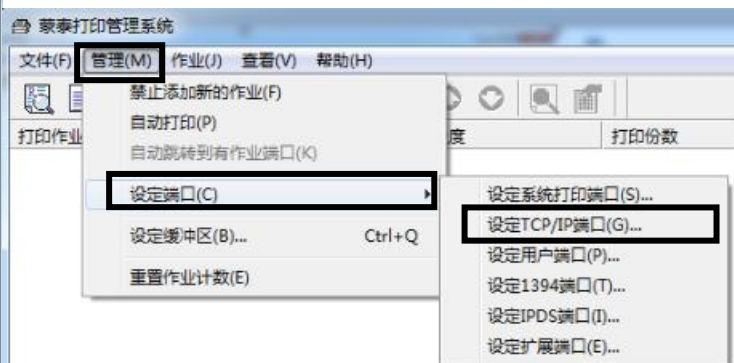 蒙泰打印管理系统
文件(F) 管理(M) 作业(J) 查看(V) 帮助(H)
禁止添加新的作业(F)
自动打印(P)
打印作业 度 打印份数
自动跳转到有作业端口(K)
设定端口(C)
设定系统打印端口(S)...
设定TCP/IP端口(G)...
设定缓冲区(B)... Ctrl+Q
设定用户端口(P)...
重置作业计数(E)
设定1394端口(T)...
设定IPDS端口(I)...
设定扩展端口(E)...